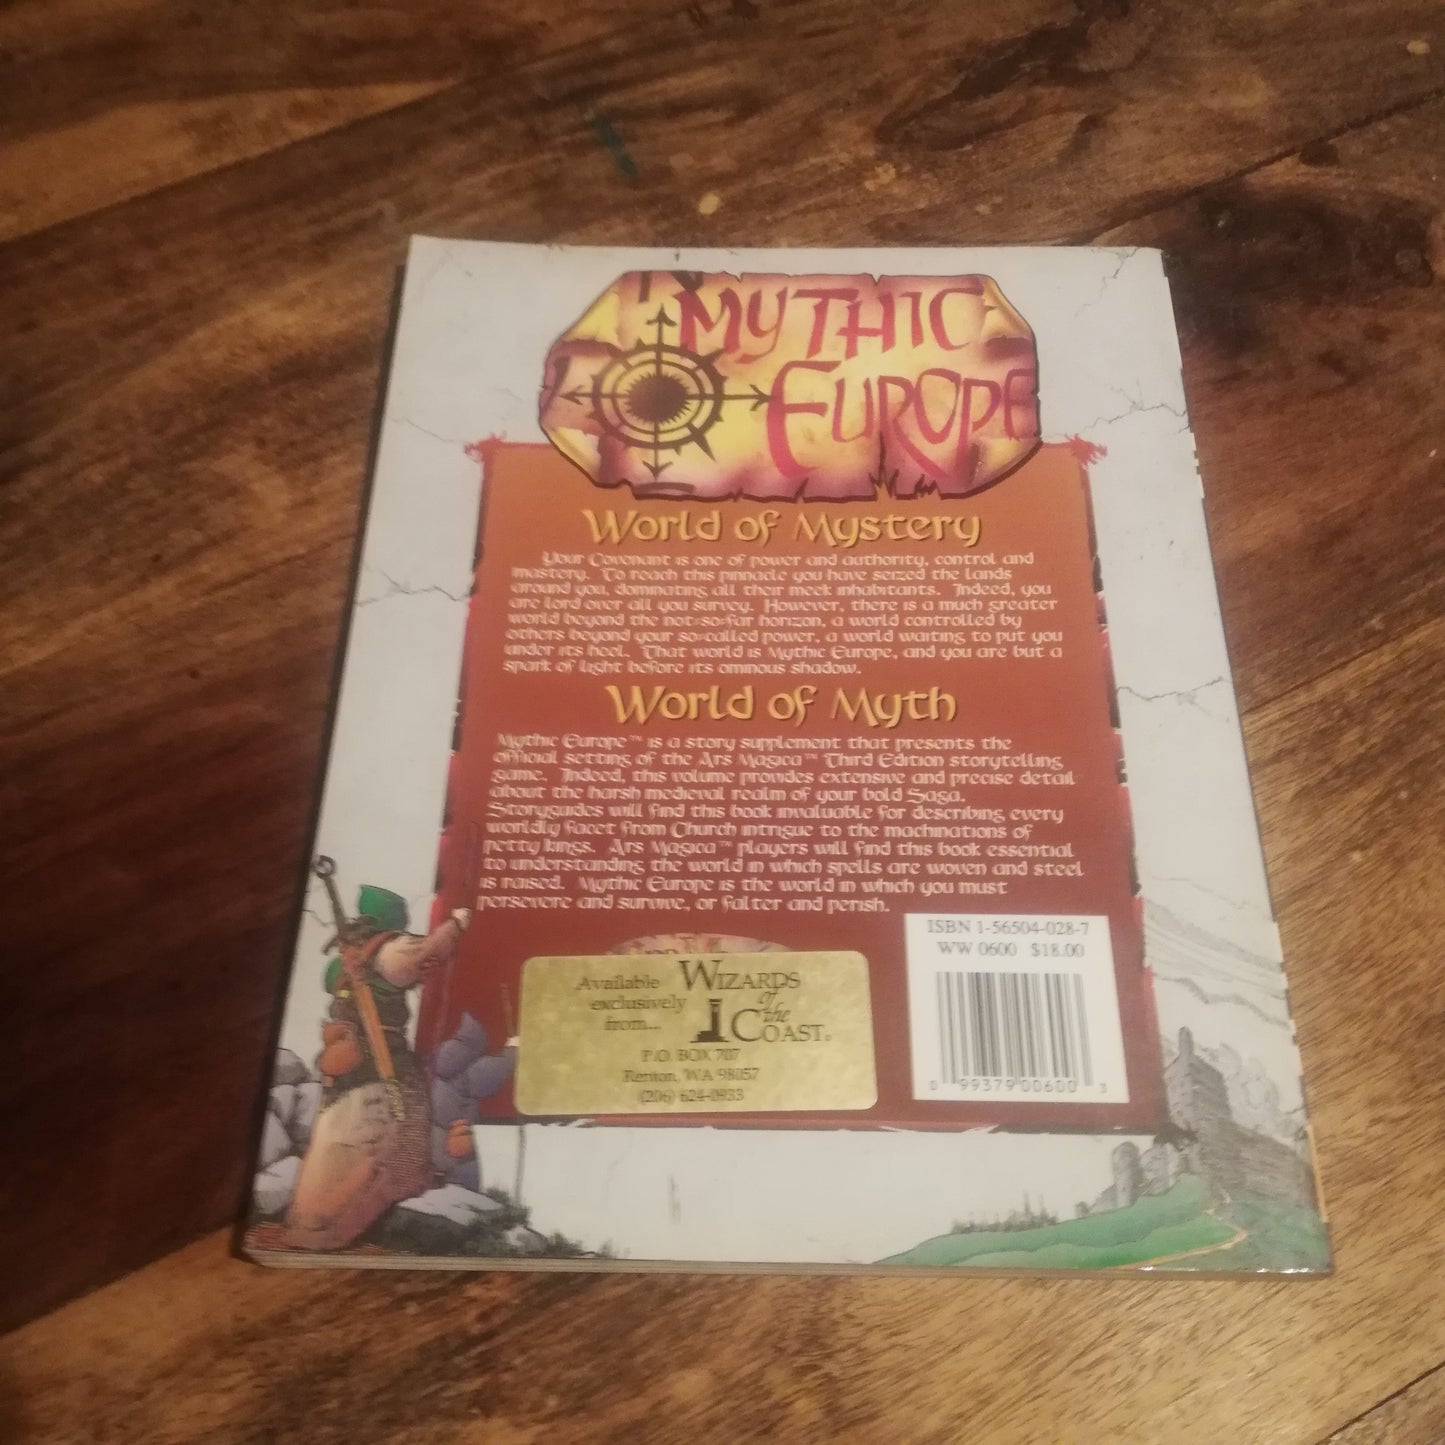 MYTHIC
EUROPE
World of Mystery
Your Covenant is one of power and authority, control and
mastery. To reach this pinnacle you have seized the lands
around you, dominating all their meek inhabitants. Indeed, you
are lord over all you survey. However, there is a much greater
world beyond the not-so-far horizon, a world controlled by
others beyond your so-called power, a world waiting to put you
under its heel. That world is Mythic Europe, and you are but a
spark of light before its ominous shadow.
World of Myth
Mythic Europe™ is a story supplement that presents the
official setting of the Ars Magica™ Third Edition storytelling
game. Indeed, this volume provides extensive and precise detail
about the harsh medieval realm of your bold Saga.
Storyguides will find this book invaluable for describing every
worldly facet from Church intrigue to the machinations of
petty kings. Ars Magica™ players will find this book essential
to understanding the world in which spells are woven and steel
is raised. Mythic Europe is the world in which you must
persevere and survive, or falter and perish.
ISBN 1-56504-028-7
WW 0600 $18.00
0 99379 00600 3
Available
exclusively
from...
WIZARDS
of
the
COAST®
P.O. BOX 707
Renton, WA 98057
(206) 624-0933